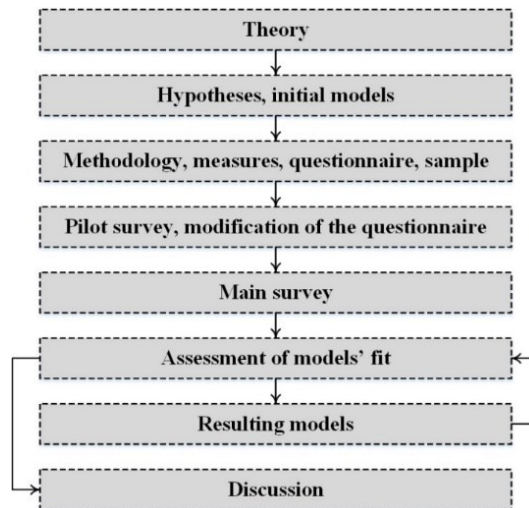 Theory
Hypotheses, initial models
Methodology, measures, questionnaire, sample
Pilot survey, modification of the questionnaire
Main survey
Assessment of models’ fit
Resulting models
Discussion